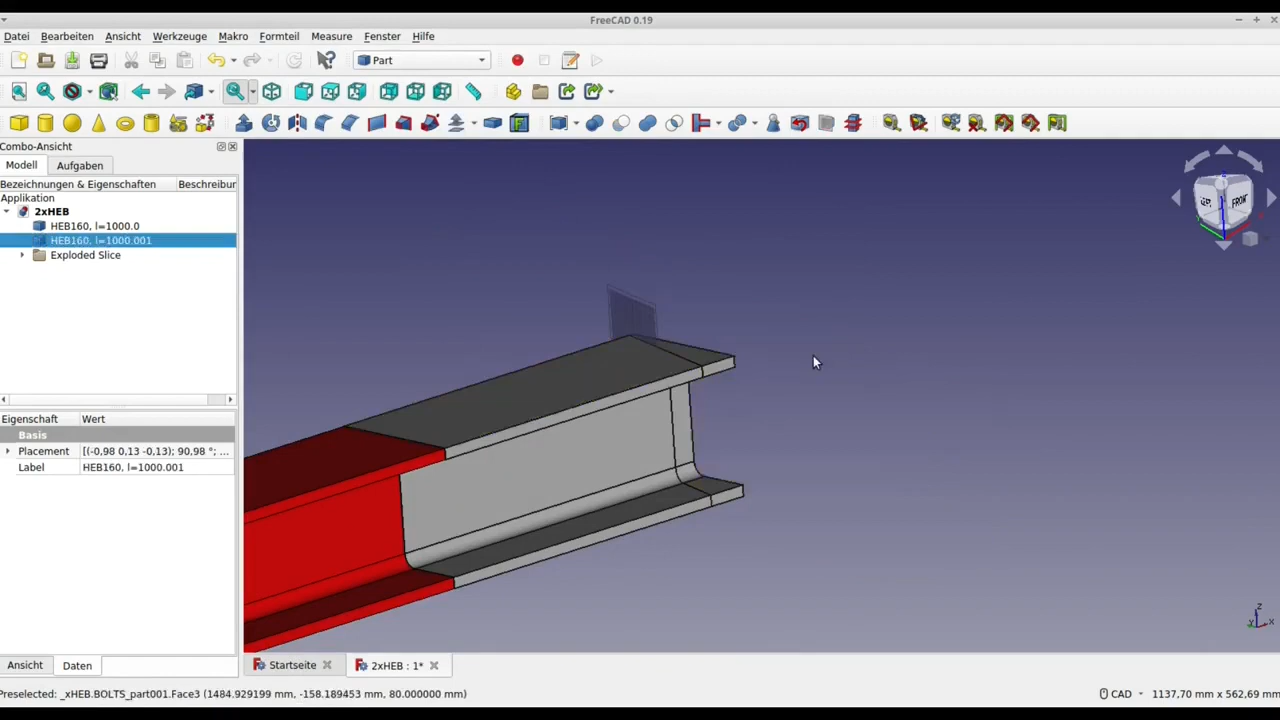 FreeCAD 0.19
Datei Bearbeiten Ansicht Werkzeuge Makro Formteil Measure Fenster Hilfe
Part
Combo-Ansicht
Modell Aufgaben
Bezeichnungen & Eigenschaften Beschreibur
Applikation
2xHEB
HEB160, l=1000.0
HEB160, l=1000.001
Exploded Slice
FRONT
Z
X
Y
Eigenschaft Wert
Basis
Placement [(-0,98 0,13 -0,13); 90,98 °; ...
Label HEB160, l=1000.001
Ansicht Daten
Startseite 2xHEB : 1*
Preselected: _xHEB.BOLTS_part001.Face3 (1484.929199 mm, -158.189453 mm, 80.000000 mm) CAD 1137,70 mm x 562,69 mm